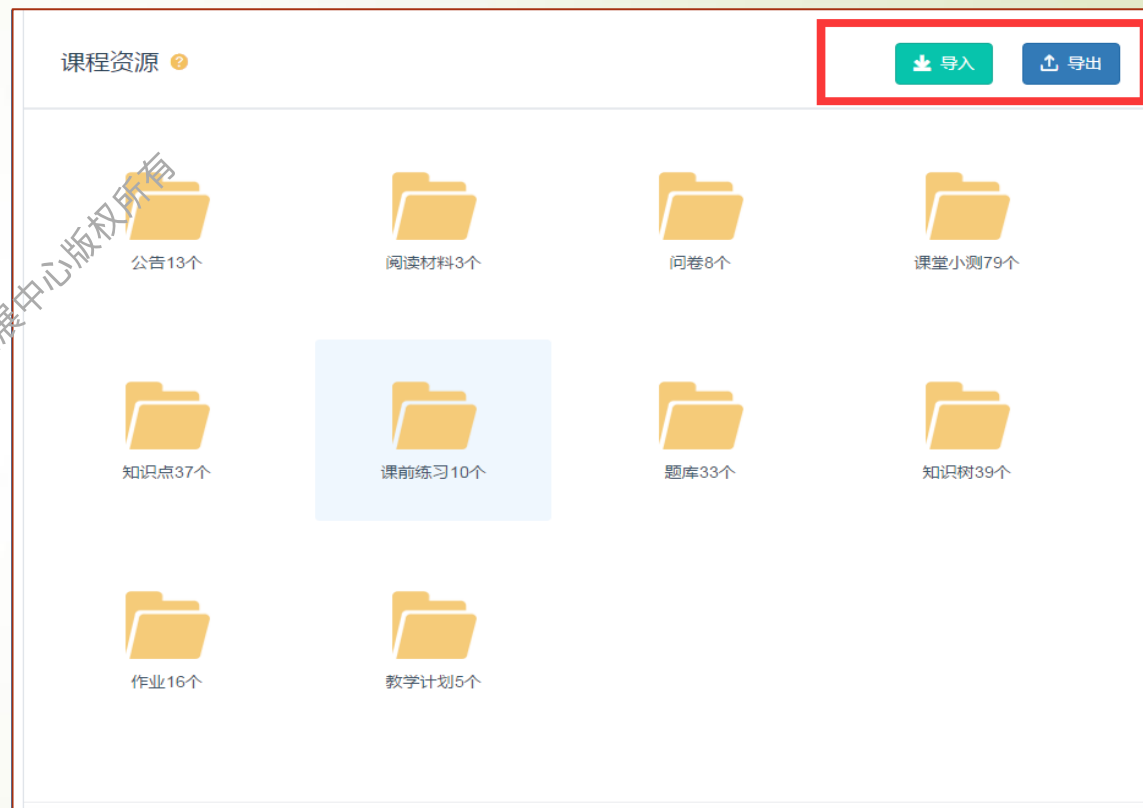 课程资源 ?
导入 导出
展中心版权所有
公告13个 阅读材料3个 问卷8个 课堂小测79个
知识点37个 课前练习10个 题库33个 知识树39个
作业16个 教学计划5个